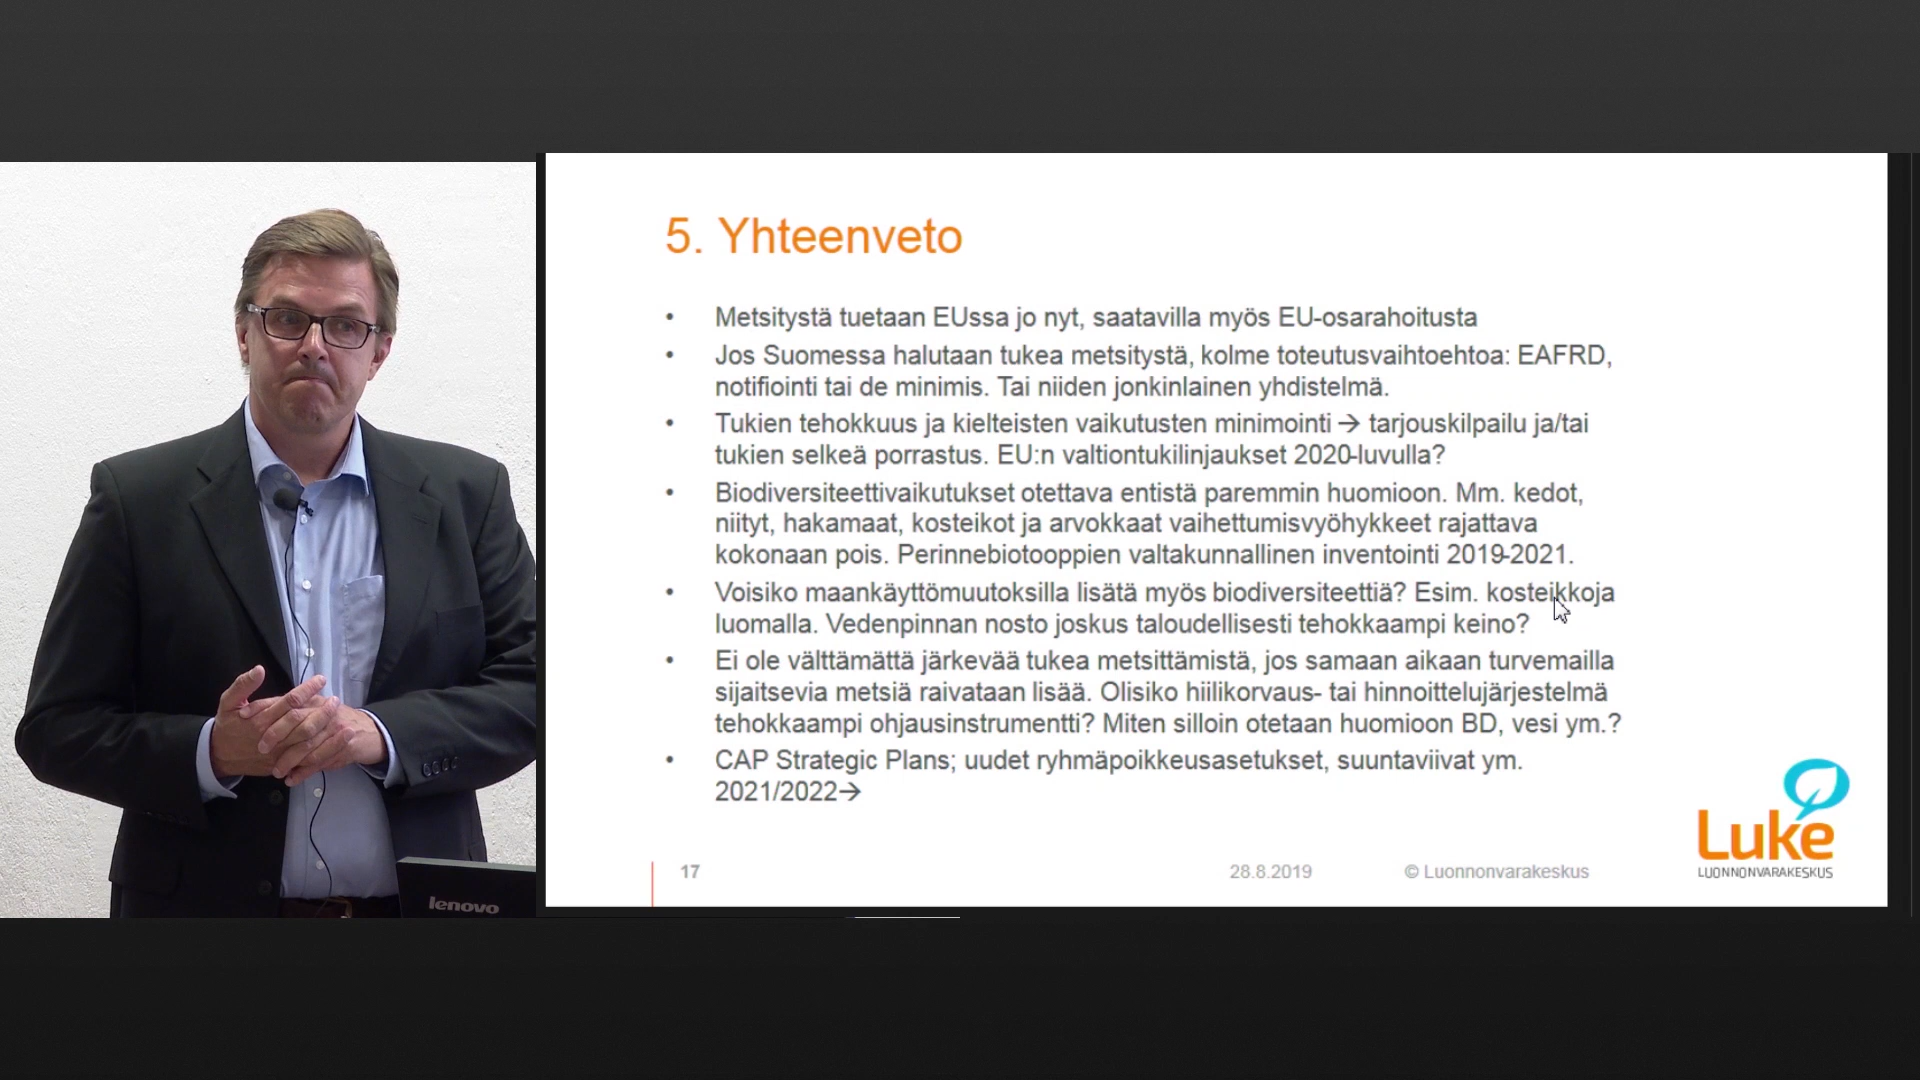 5. Yhteenveto
• Metsitystä tuetaan EUssa jo nyt, saatavilla myös EU-osarahoitusta
• Jos Suomessa halutaan tukea metsitystä, kolme toteutusvaihtoehtoa: EAFRD,
notifiointi tai de minimis. Tai niiden jonkinlainen yhdistelmä.
• Tukien tehokkuus ja kielteisten vaikutusten minimointi → tarjouskilpailu ja/tai
tukien selkeä porrastus. EU:n valtiontukilinjaukset 2020-luvulla?
• Biodiversiteettivaikutukset otettava entistä paremmin huomioon. Mm. kedot,
niityt, hakamaat, kosteikot ja arvokkaat vaihettumisvyöhykkeet rajattava
kokonaan pois. Perinnebiotooppien valtakunnallinen inventointi 2019-2021.
• Voisiko maankäyttömuutoksilla lisätä myös biodiversiteettiä? Esim. kosteikkoja
luomalla. Vedenpinnan nosto joskus taloudellisesti tehokkaampi keino?
• Ei ole välttämättä järkevää tukea metsittämistä, jos samaan aikaan turvemailla
sijaitsevia metsiä raivataan lisää. Olisiko hiilikorvaus- tai hinnoittelujärjestelmä
tehokkaampi ohjausinstrumentti? Miten silloin otetaan huomioon BD, vesi ym.?
• CAP Strategic Plans; uudet ryhmäpoikkeusasetukset, suuntaviivat ym.
2021/2022→
17
28.8.2019
© Luonnonvarakeskus
Luke
LUONNONVARAKESKUS
lenovo